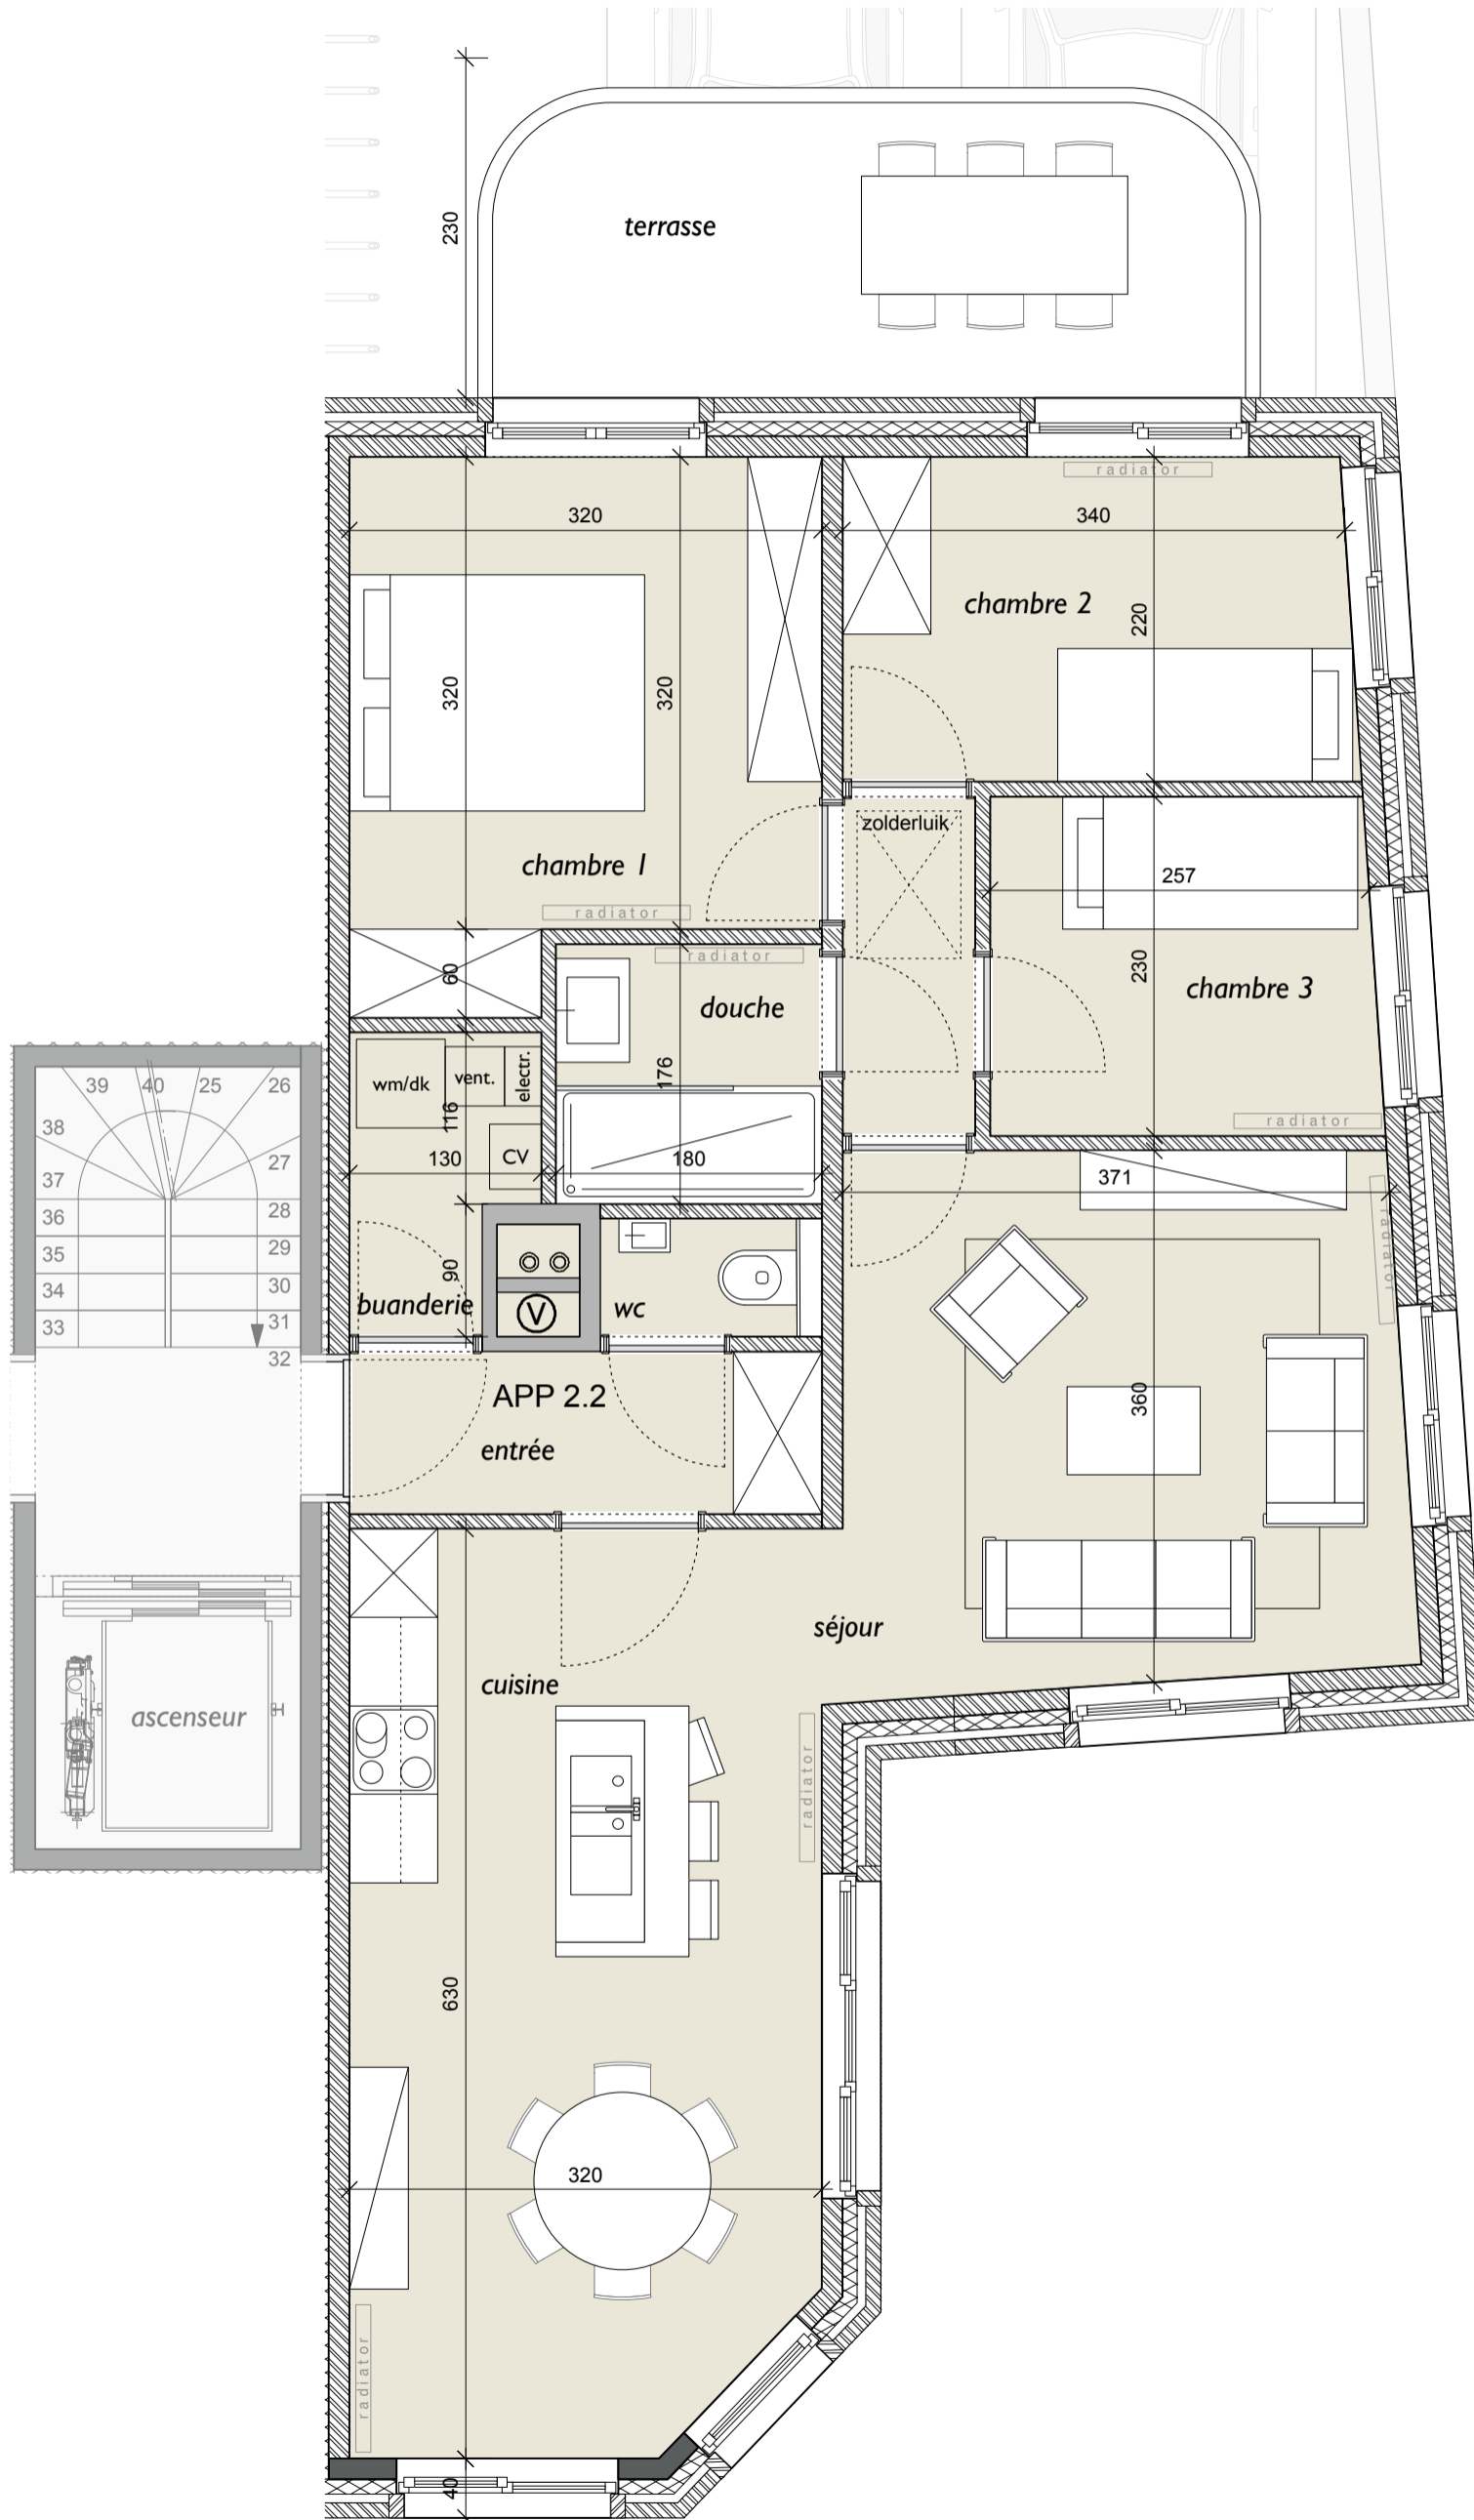 230
terrasse
radiator
320
340
chambre 2
220
320
320
zolderluik
chambre 1
257
radiator
radiator
60
230
chambre 3
douche
176
39
40
25
26
wm/dk
vent.
electr.
116
38
radiator
27
130
CV
180
371
37
36
28
radiator
35
29
34
90
30
buanderie
V
wc
33
31
32
APP 2.2
360
entrée
séjour
cuisine
ascenseur
radiator
630
320
radiator
40